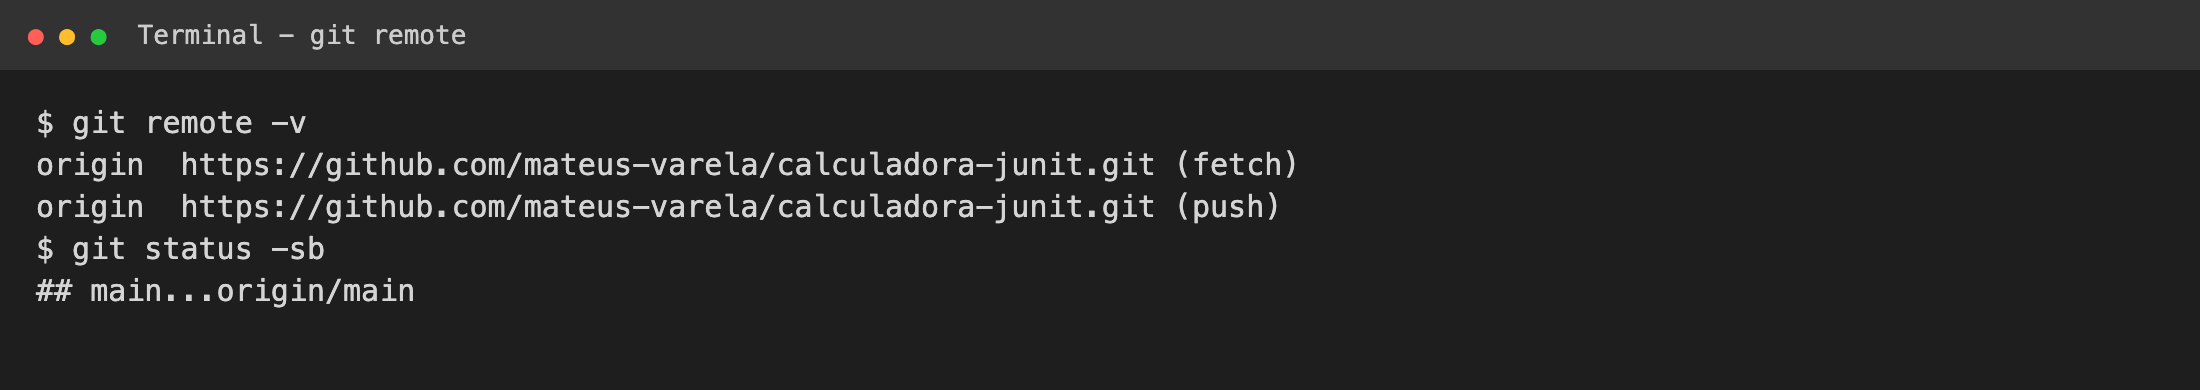 Terminal — git remote
$ git remote -v
origin  https://github.com/mateus-varela/calculadora-junit.git (fetch)
origin  https://github.com/mateus-varela/calculadora-junit.git (push)
$ git status -sb
## main...origin/main